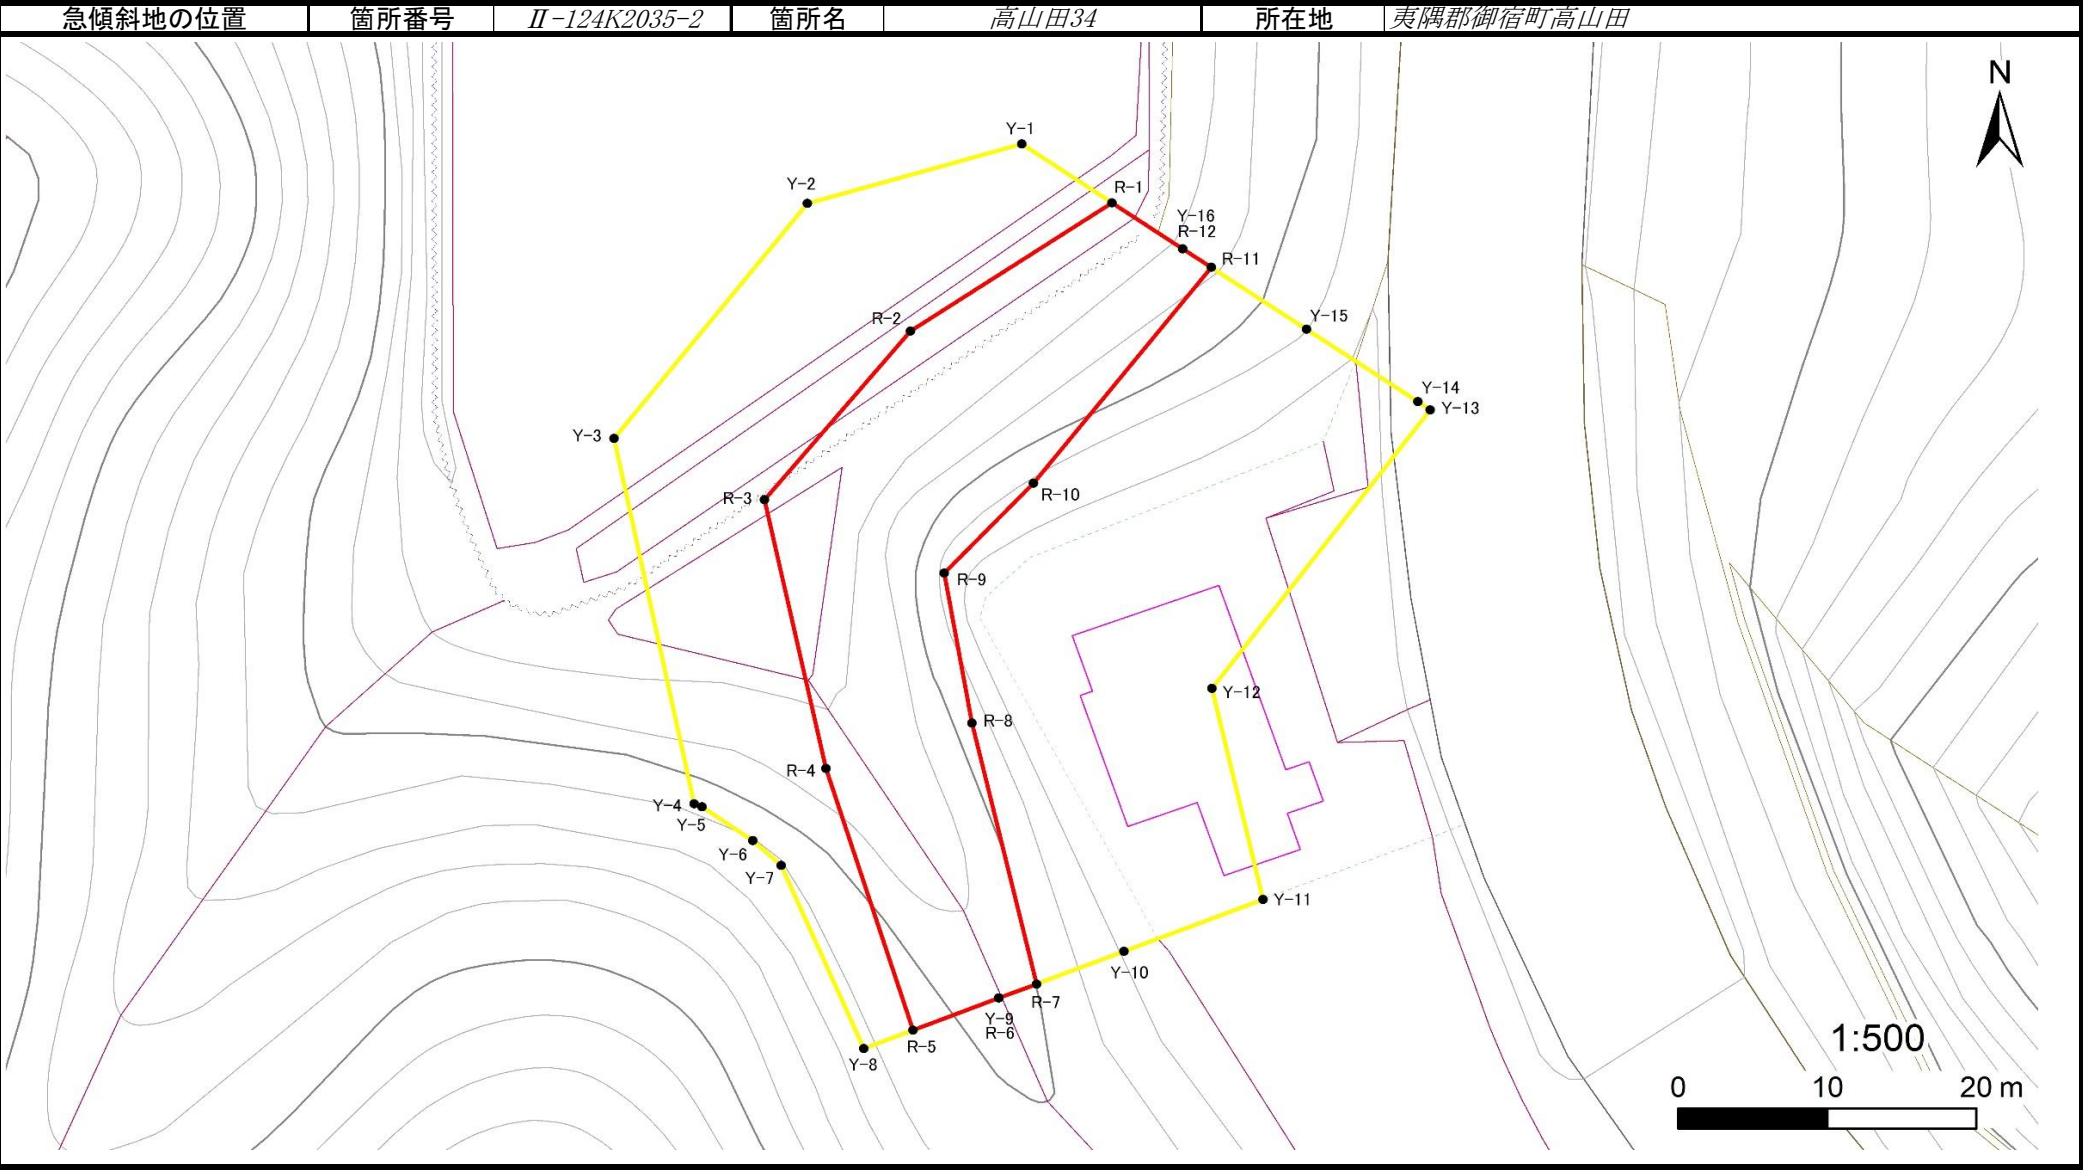 急傾斜地の位置 箇所番号 Ⅱ-124K2035-2 箇所名 高山田34 所在地 夷隅郡御宿町高山田
N
Y-1
Y-2
R-1
Y-16
R-12
R-11
R-2
Y-15
Y-14
Y-13
Y-3
R-3
R-10
R-9
Y-12
R-8
R-4
Y-4
Y-5
Y-6
Y-7
Y-11
Y-10
R-7
Y-9
R-6
R-5
Y-8
1:500
0 10 20 m